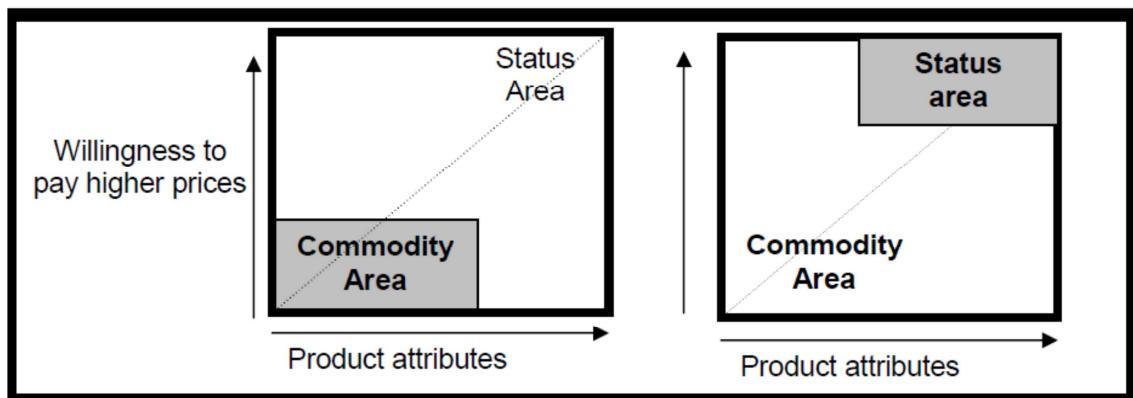 Willingness to
pay higher prices
Status
Area
Commodity
Area
Product attributes
Status
area
Commodity
Area
Product attributes